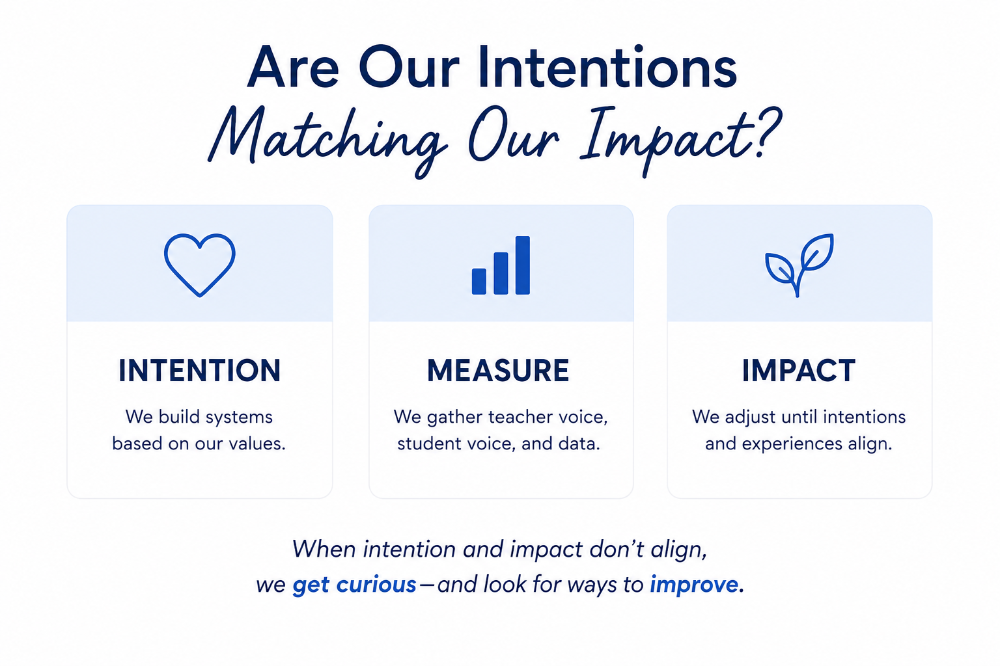 Are Our Intentions
Matching Our Impact?
INTENTION
We build systems
based on our values.
MEASURE
We gather teacher voice,
student voice, and data.
IMPACT
We adjust until intentions
and experiences align.
When intention and impact don’t align,
we get curious—and look for ways to improve.